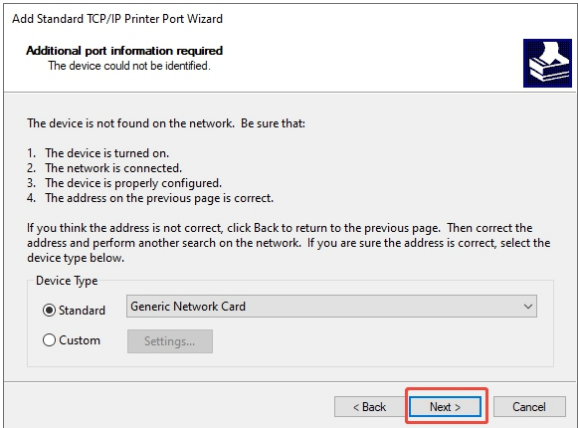 Add Standard TCP/IP Printer Port Wizard
Additional port information required
The device could not be identified.
The device is not found on the network. Be sure that:
1. The device is turned on.
2. The network is connected.
3. The device is properly configured.
4. The address on the previous page is correct.
If you think the address is not correct, click Back to return to the previous page. Then correct the
address and perform another search on the network. If you are sure the address is correct, select the
device type below.
Device Type
Standard Generic Network Card
Custom Settings...
< Back Next > Cancel